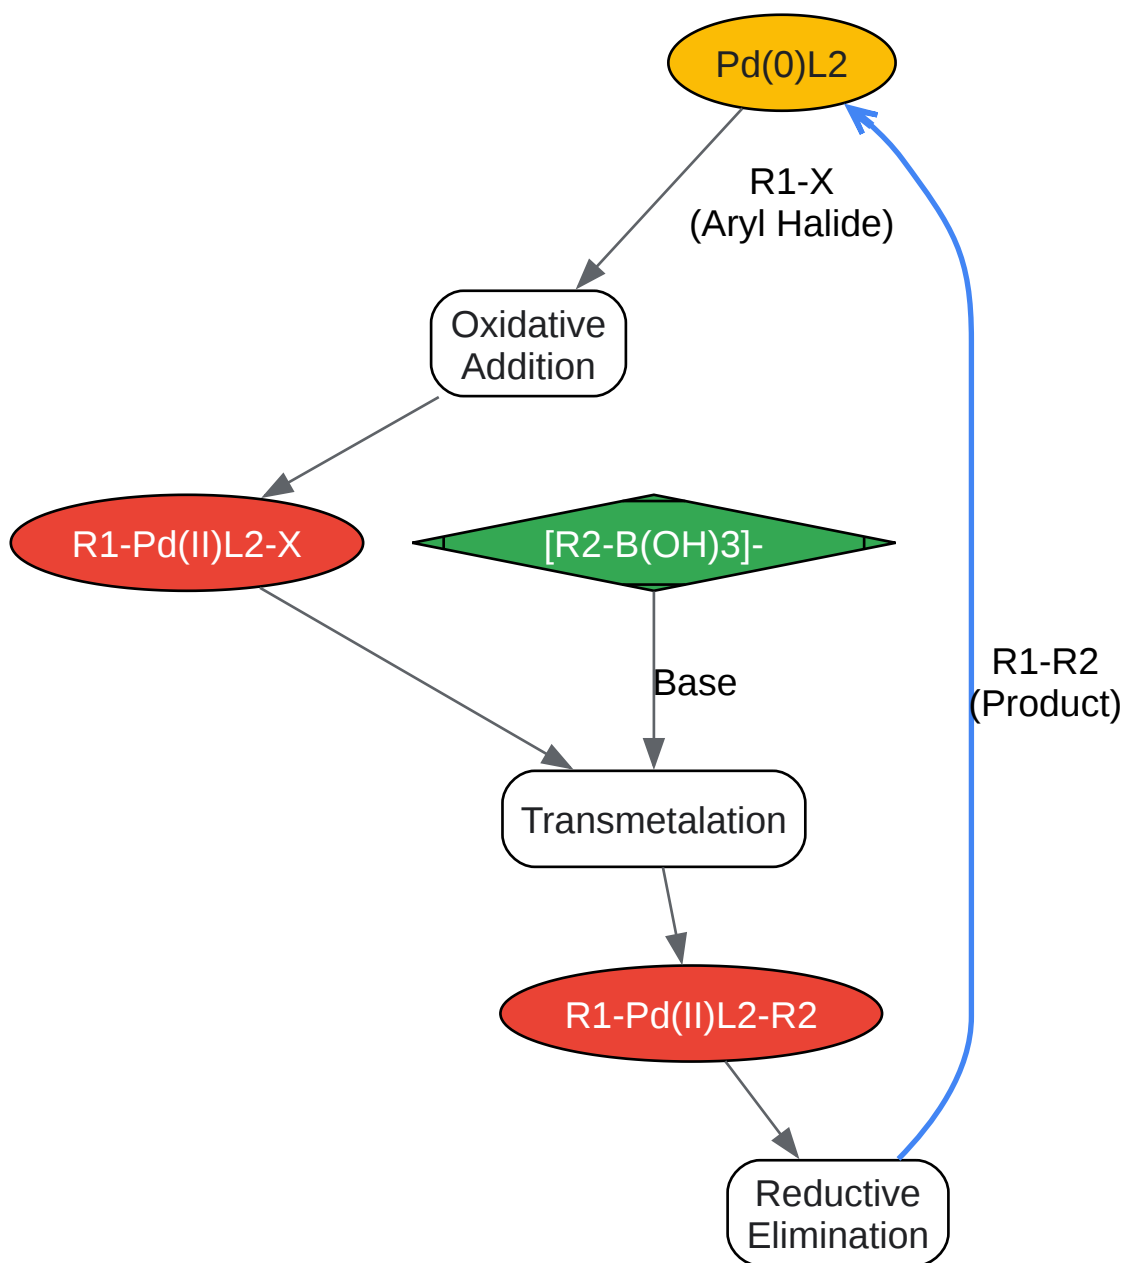 Pd(0)L2
R1-X
(Aryl Halide)
Oxidative
Addition
R1-Pd(II)L2-X
[R2-B(OH)3]-
Base
R1-R2
(Product)
Transmetalation
R1-Pd(II)L2-R2
Reductive
Elimination